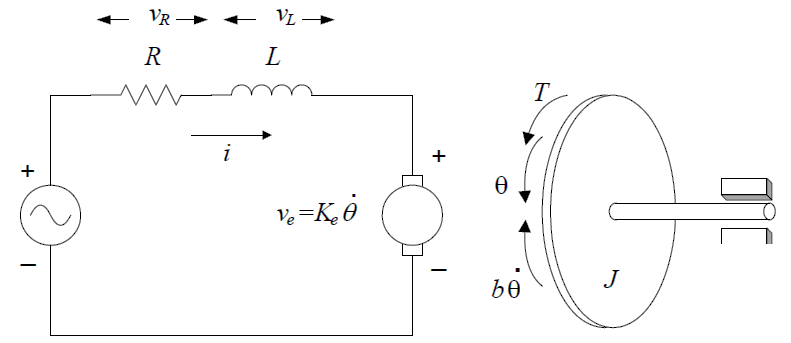 v_R v_L
R L
T
i
+ +
θ
v_e=K_e θ̇
− −
bθ̇
J